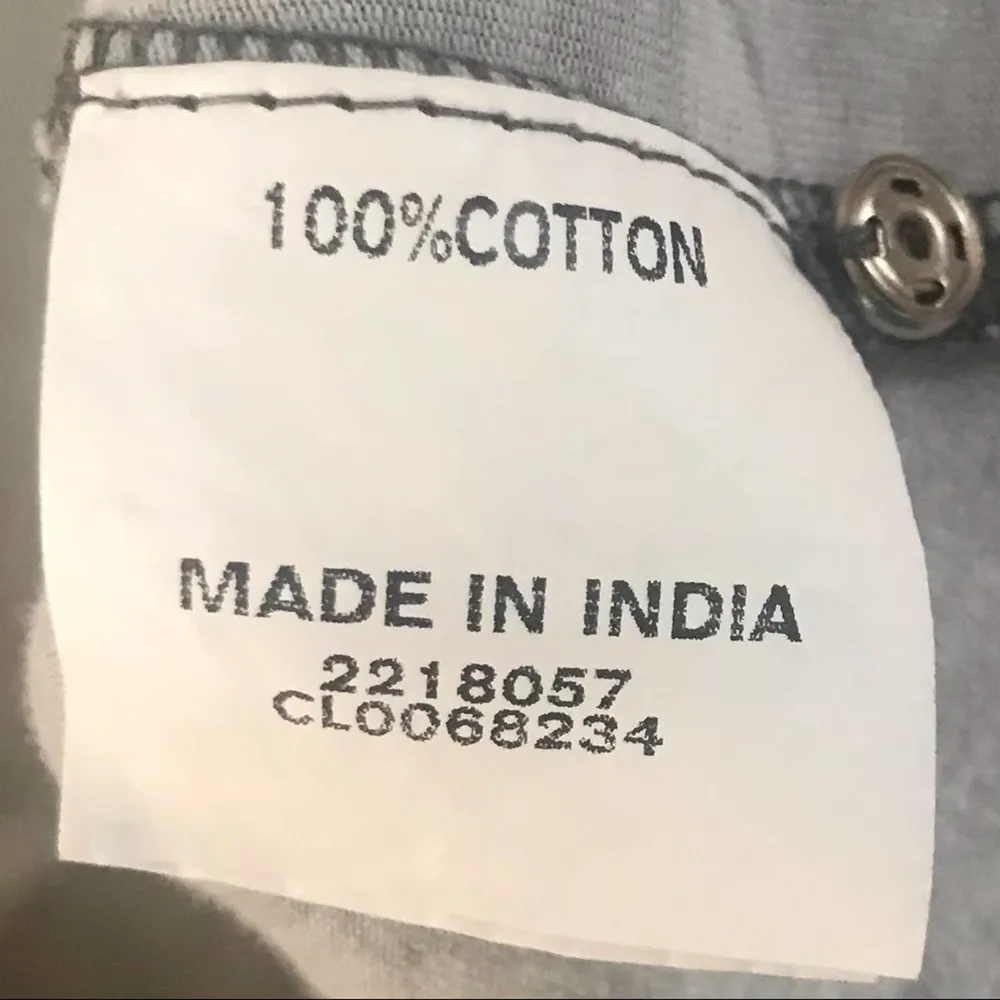 100%COTTON
MADE IN INDIA
2218057
CL0068234